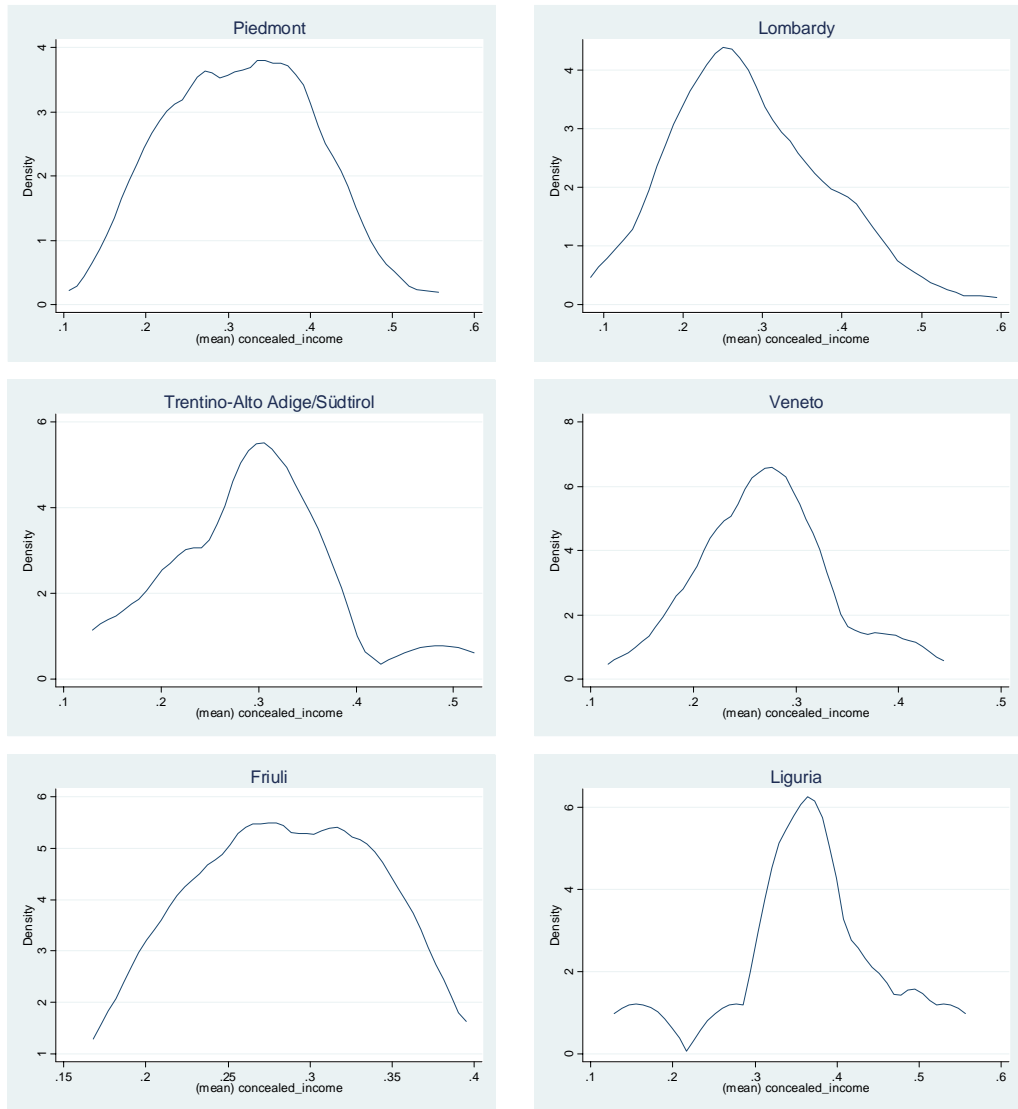 Piedmont
Density
4
3
2
1
0
.1 .2 .3 .4 .5 .6
(mean) concealed_income
Lombardy
Density
4
3
2
1
0
.1 .2 .3 .4 .5 .6
(mean) concealed_income
Trentino-Alto Adige/Südtirol
Density
6
4
2
0
.1 .2 .3 .4 .5
(mean) concealed_income
Veneto
Density
8
6
4
2
0
.1 .2 .3 .4 .5
(mean) concealed_income
Friuli
Density
6
5
4
3
2
1
.15 .2 .25 .3 .35 .4
(mean) concealed_income
Liguria
Density
6
4
2
0
.1 .2 .3 .4 .5 .6
(mean) concealed_income